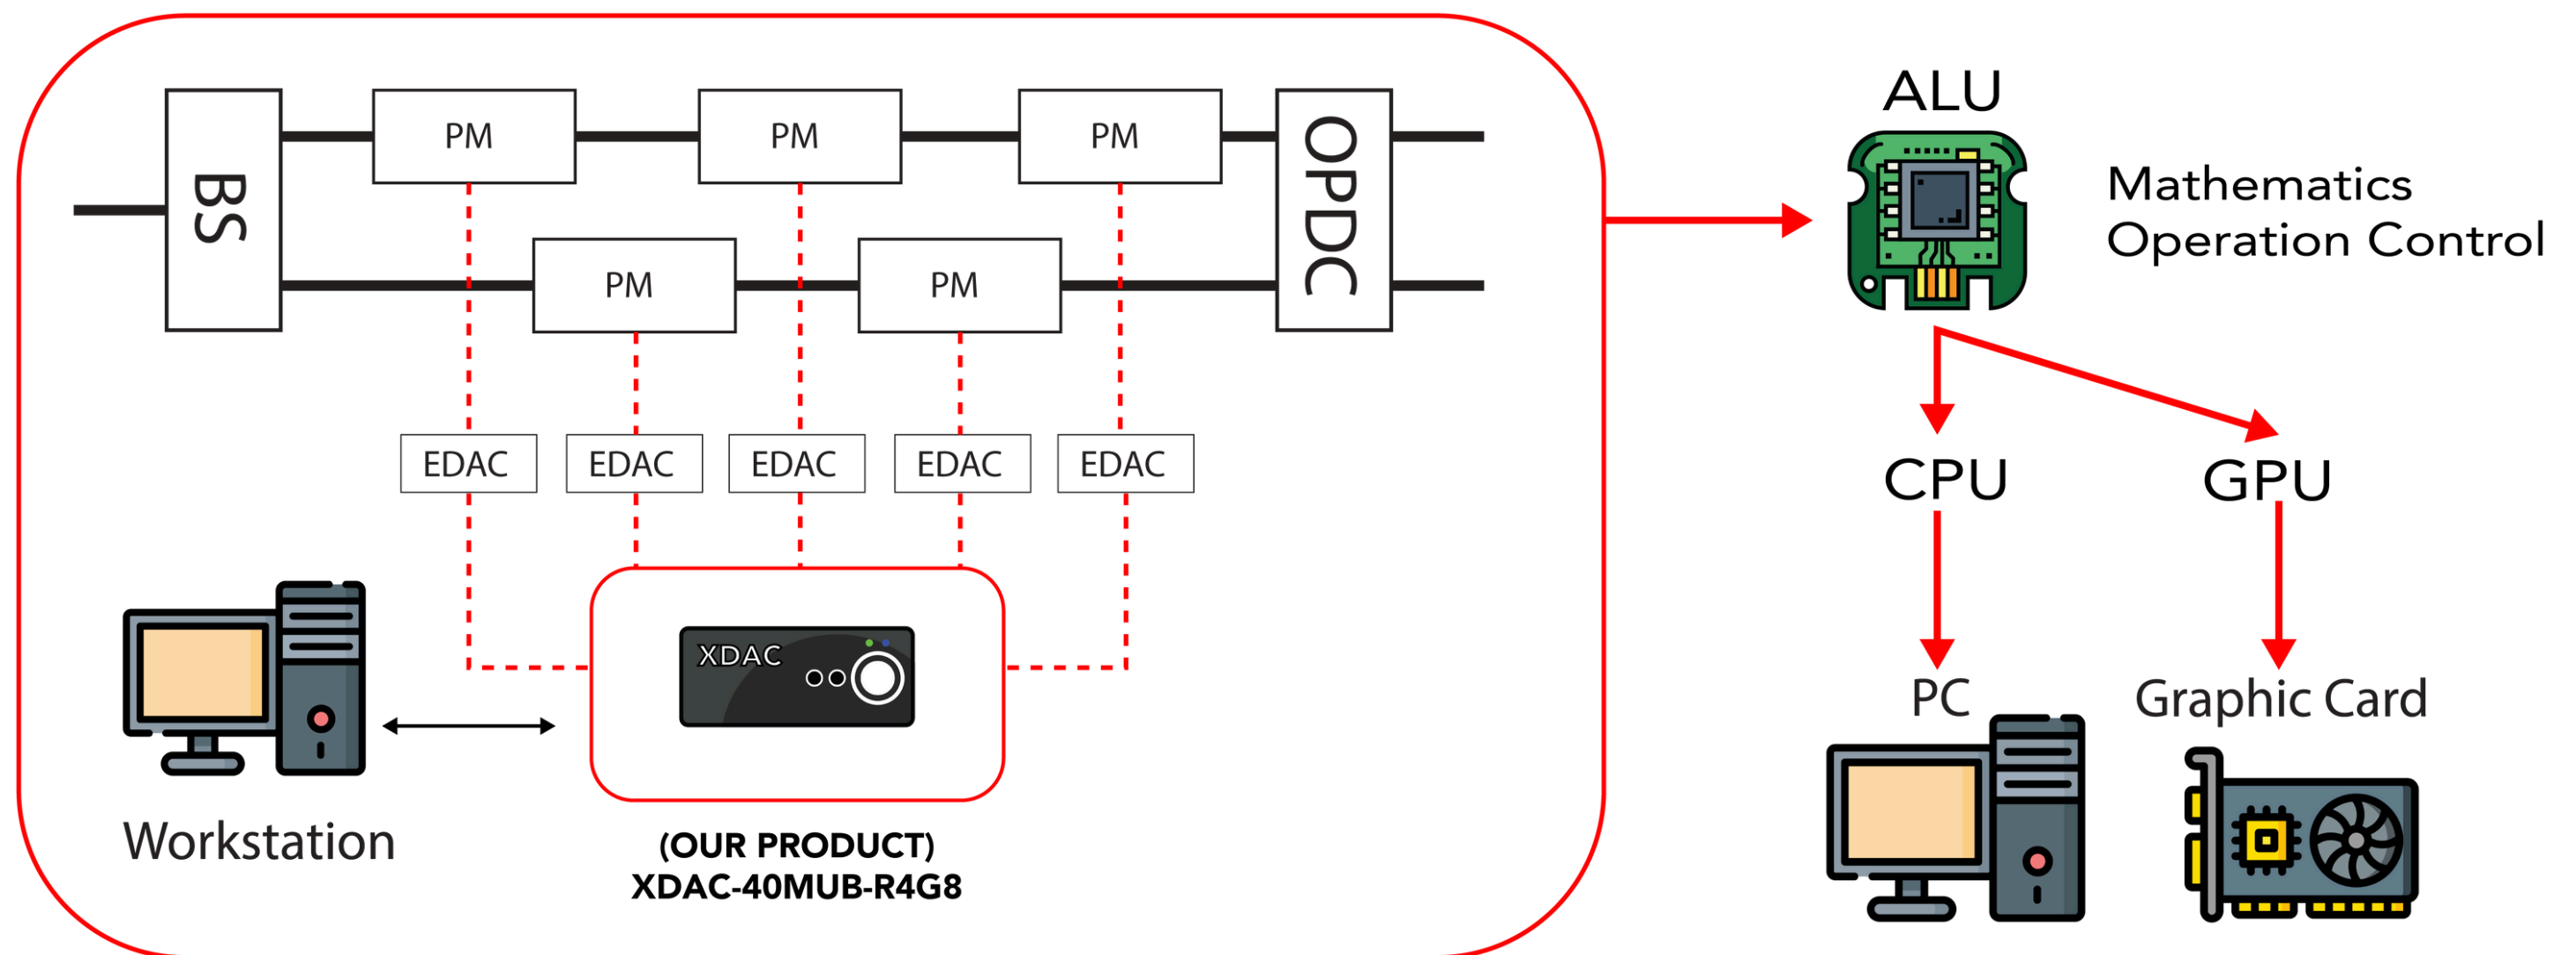 BS
PM
PM
PM
PM
PM
OPDC
EDAC
EDAC
EDAC
EDAC
EDAC
XDAC
Workstation
(OUR PRODUCT)
XDAC-40MUB-R4G8
ALU
Mathematics
Operation Control
CPU
GPU
PC
Graphic Card